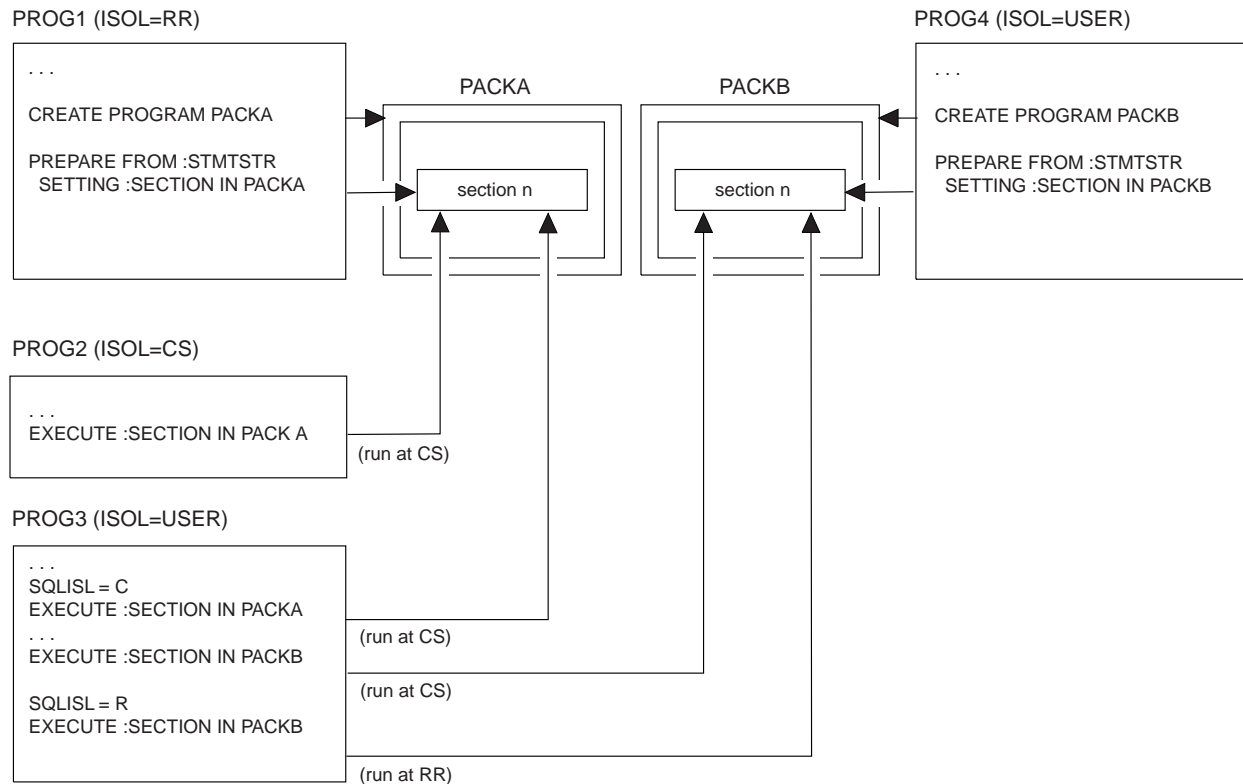 PROG1 (ISOL=RR)
. . .
CREATE PROGRAM PACKA
PREPARE FROM :STMTSTR
SETTING :SECTION IN PACKA
PACKA
section n
PACKB
section n
PROG4 (ISOL=USER)
. . .
CREATE PROGRAM PACKB
PREPARE FROM :STMTSTR
SETTING :SECTION IN PACKB
PROG2 (ISOL=CS)
. . .
EXECUTE :SECTION IN PACK A
(run at CS)
PROG3 (ISOL=USER)
. . .
SQLISL = C
EXECUTE :SECTION IN PACKA
. . .
EXECUTE :SECTION IN PACKB
SQLISL = R
EXECUTE :SECTION IN PACKB
(run at CS)
(run at CS)
(run at RR)